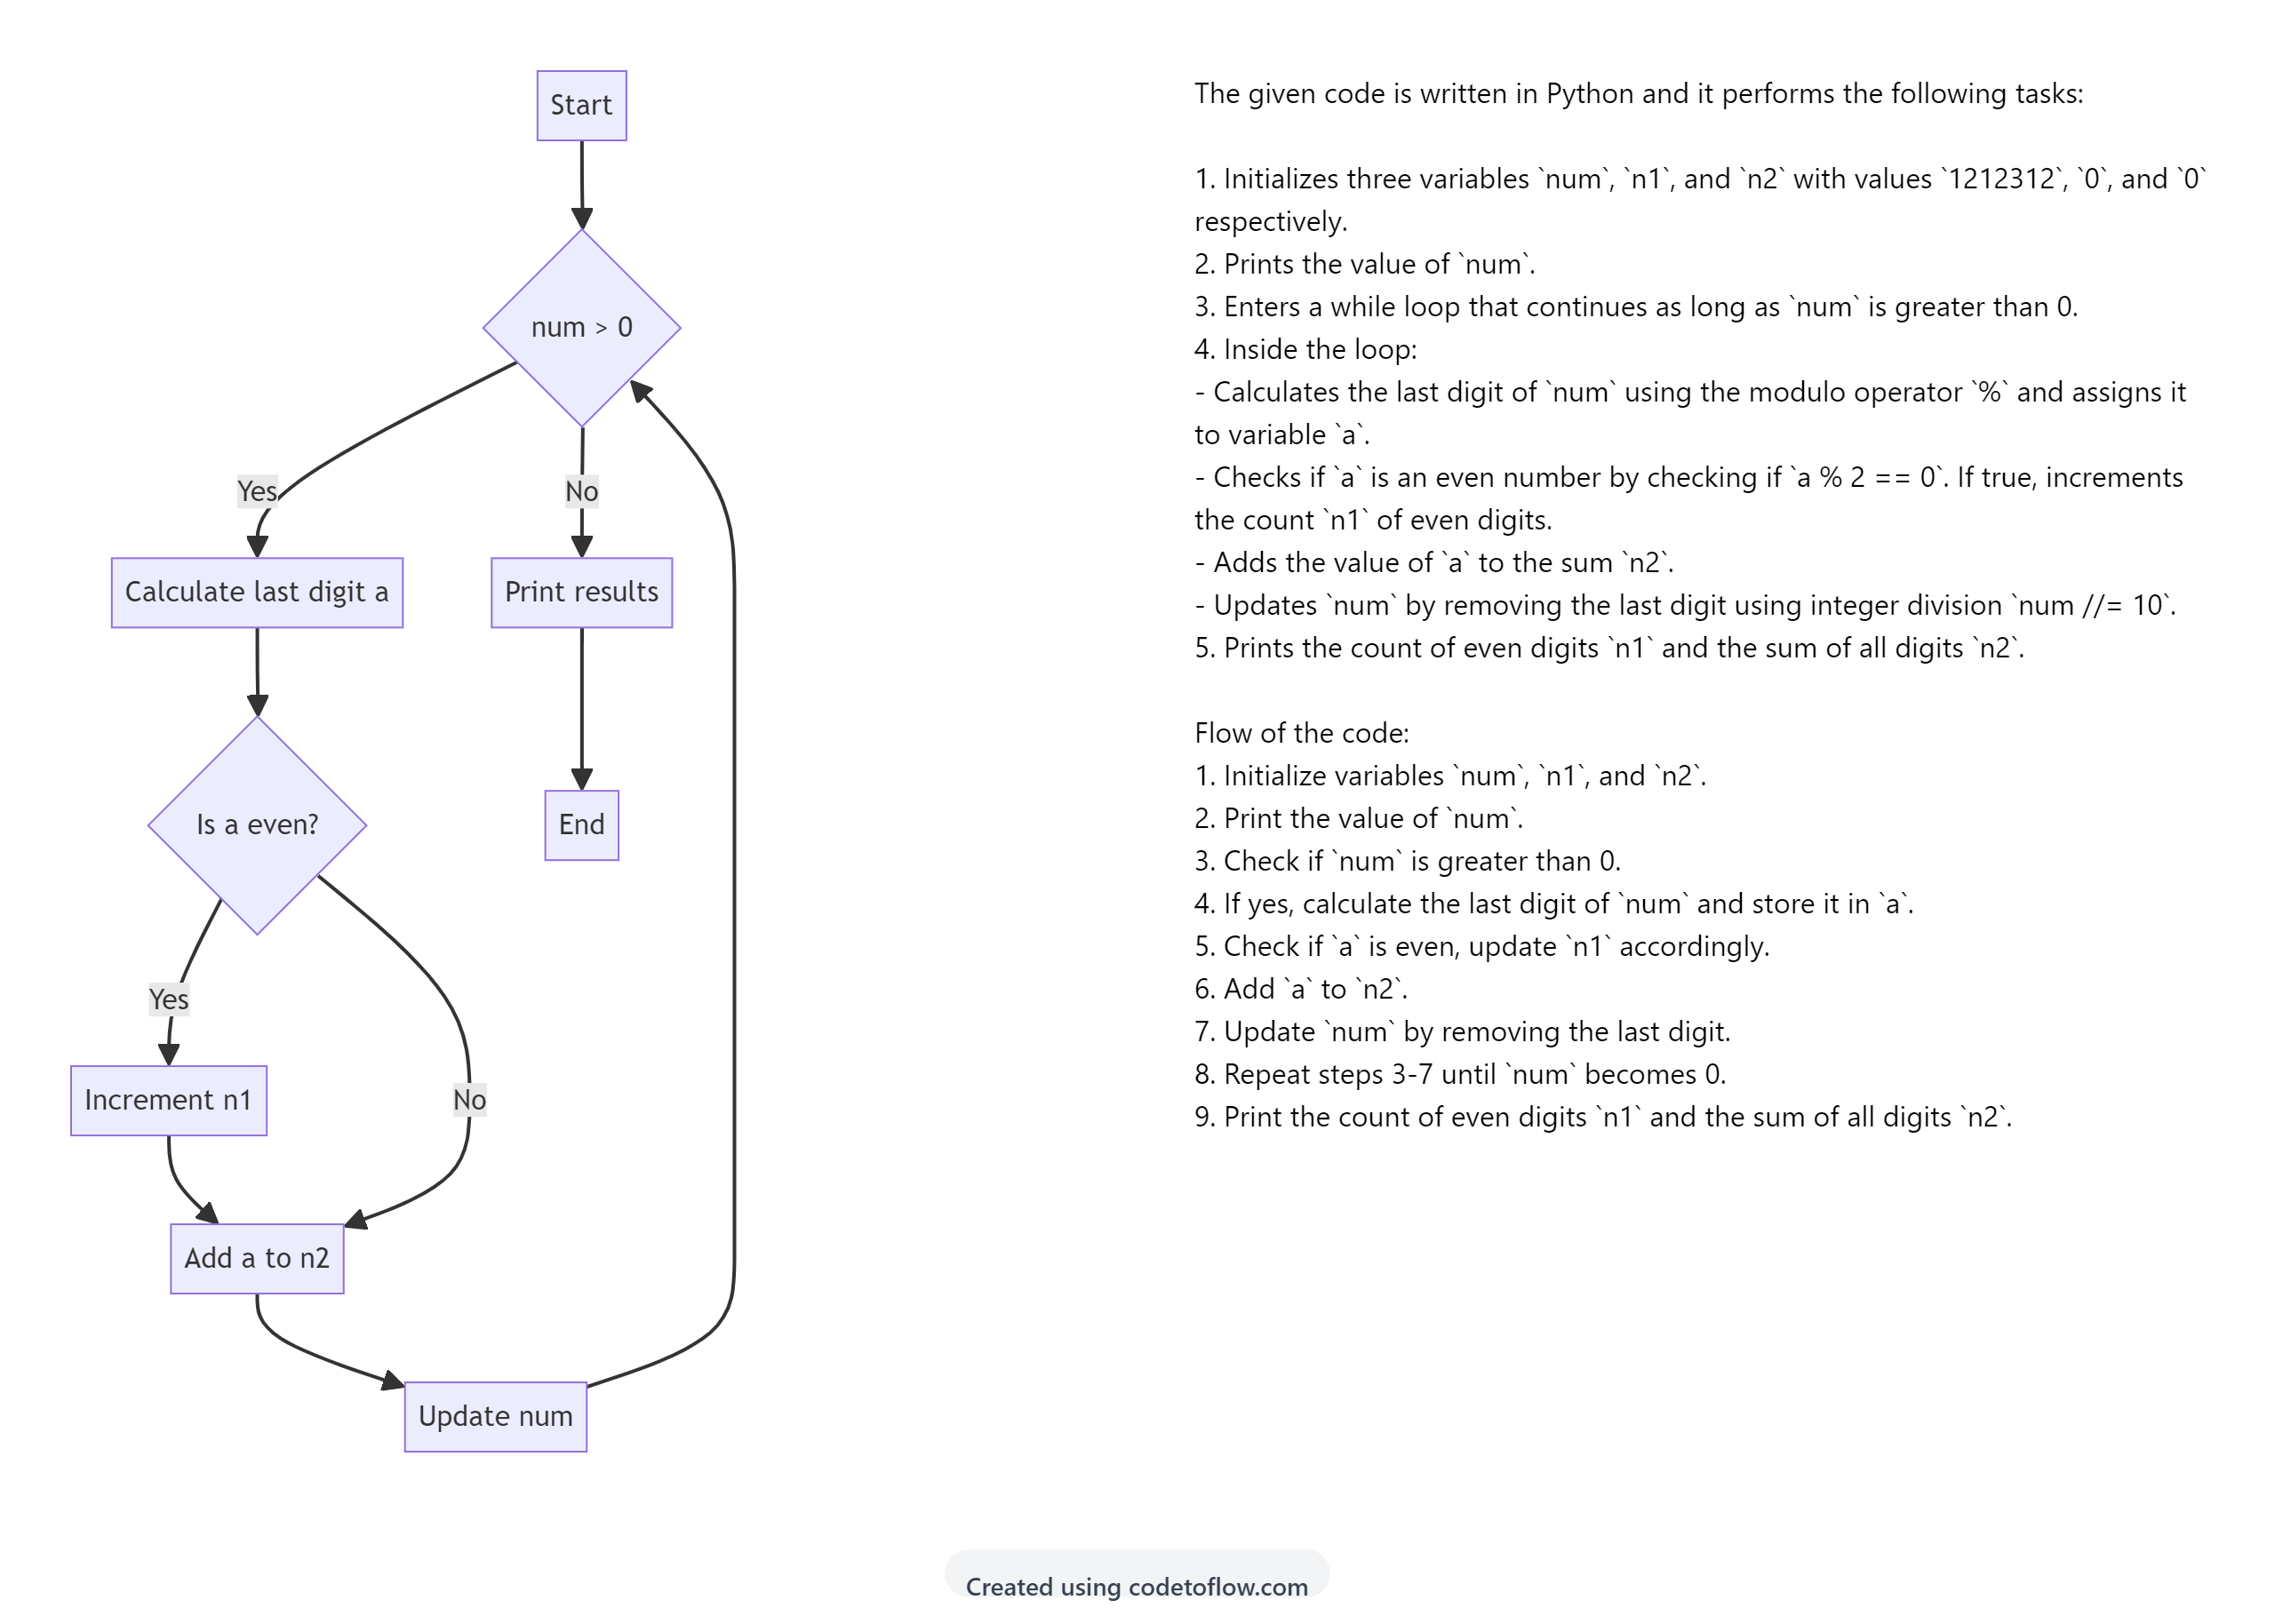 Start
num > 0
Yes
No
Calculate last digit a
Print results
Is a even?
End
Yes
Increment n1
No
Add a to n2
Update num
The given code is written in Python and it performs the following tasks:
1. Initializes three variables `num`, `n1`, and `n2` with values `1212312`, `0`, and `0`
respectively.
2. Prints the value of `num`.
3. Enters a while loop that continues as long as `num` is greater than 0.
4. Inside the loop:
- Calculates the last digit of `num` using the modulo operator `%` and assigns it
to variable `a`.
- Checks if `a` is an even number by checking if `a % 2 == 0`. If true, increments
the count `n1` of even digits.
- Adds the value of `a` to the sum `n2`.
- Updates `num` by removing the last digit using integer division `num //= 10`.
5. Prints the count of even digits `n1` and the sum of all digits `n2`.
Flow of the code:
1. Initialize variables `num`, `n1`, and `n2`.
2. Print the value of `num`.
3. Check if `num` is greater than 0.
4. If yes, calculate the last digit of `num` and store it in `a`.
5. Check if `a` is even, update `n1` accordingly.
6. Add `a` to `n2`.
7. Update `num` by removing the last digit.
8. Repeat steps 3-7 until `num` becomes 0.
9. Print the count of even digits `n1` and the sum of all digits `n2`.
Created using codetoflow.com